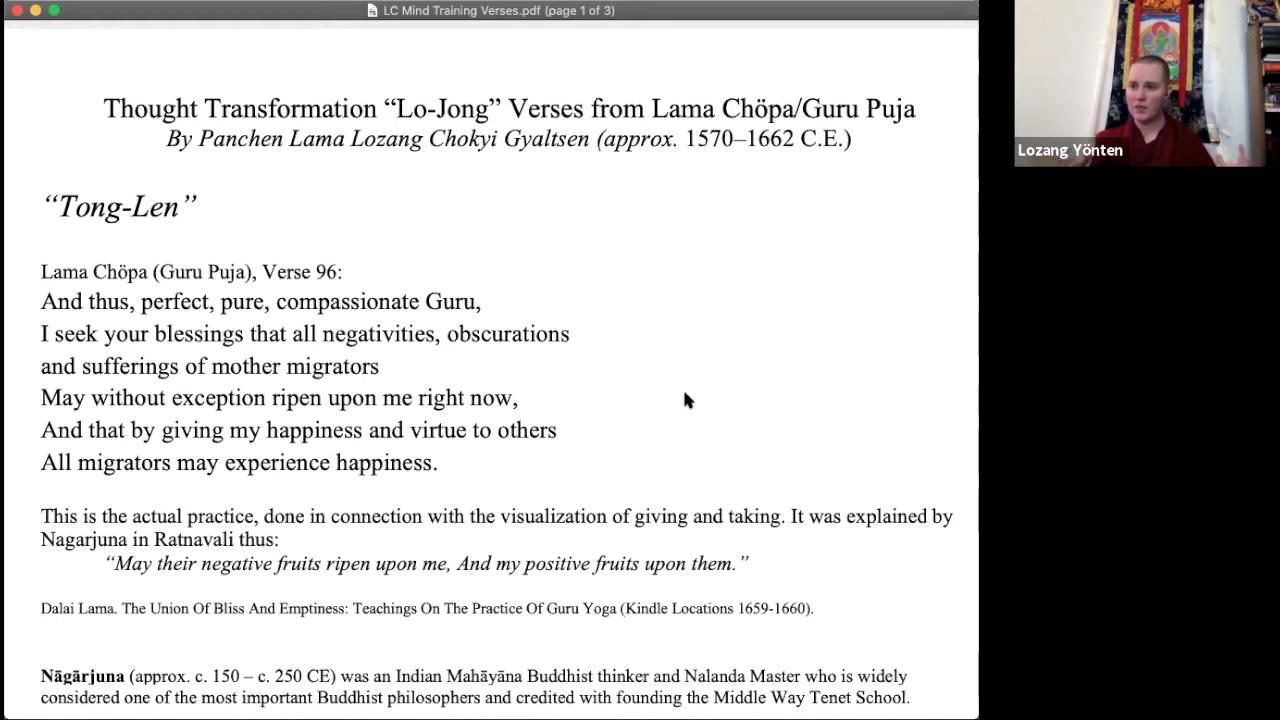 LC Mind Training Verses.pdf (page 1 of 3)
Thought Transformation “Lo-Jong” Verses from Lama Chöpa/Guru Puja
By Panchen Lama Lozang Chokyi Gyaltsen (approx. 1570–1662 C.E.)
“Tong-Len”
Lama Chöpa (Guru Puja), Verse 96:
And thus, perfect, pure, compassionate Guru,
I seek your blessings that all negativities, obscurations
and sufferings of mother migrators
May without exception ripen upon me right now,
And that by giving my happiness and virtue to others
All migrators may experience happiness.
This is the actual practice, done in connection with the visualization of giving and taking. It was explained by
Nagarjuna in Ratnavali thus:
“May their negative fruits ripen upon me, And my positive fruits upon them.”
Dalai Lama. The Union Of Bliss And Emptiness: Teachings On The Practice Of Guru Yoga (Kindle Locations 1659-1660).
Nāgārjuna (approx. c. 150 – c. 250 CE) was an Indian Mahāyāna Buddhist thinker and Nalanda Master who is widely
considered one of the most important Buddhist philosophers and credited with founding the Middle Way Tenet School.
Lozang Yönten